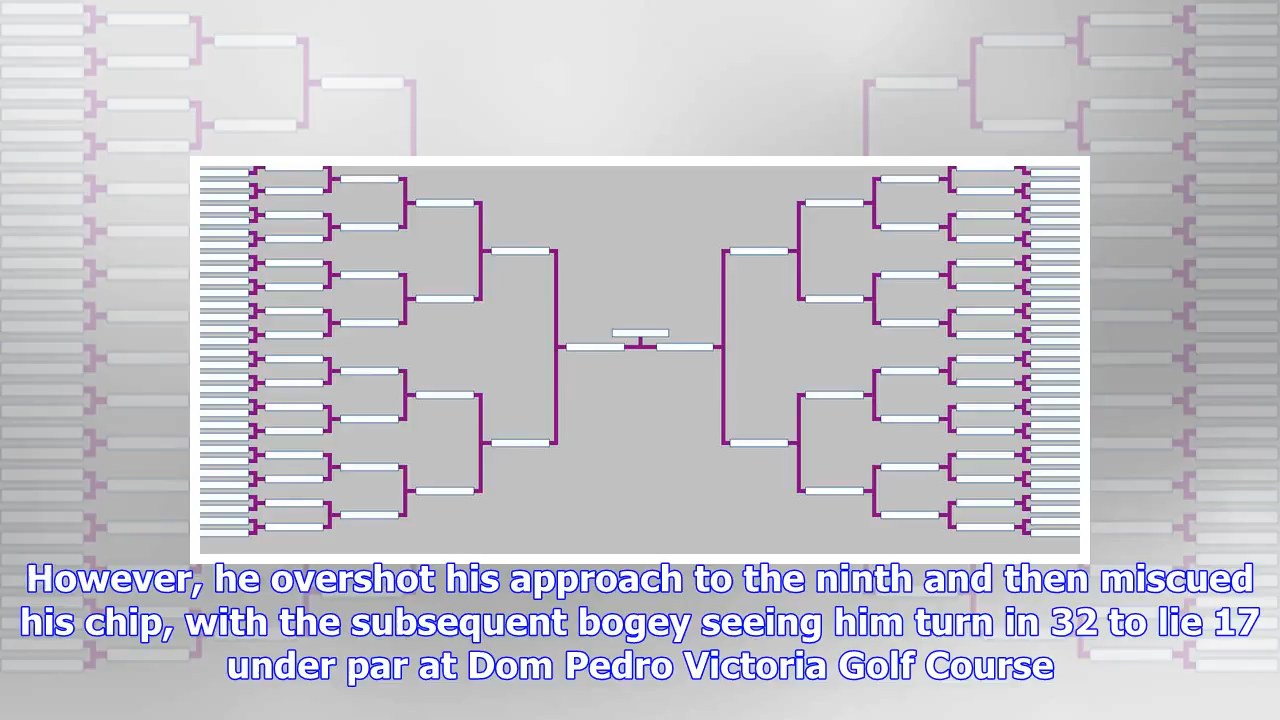 However, he overshot his approach to the ninth and then miscued
his chip, with the subsequent bogey seeing him turn in 32 to lie 17
under par at Dom Pedro Victoria Golf Course